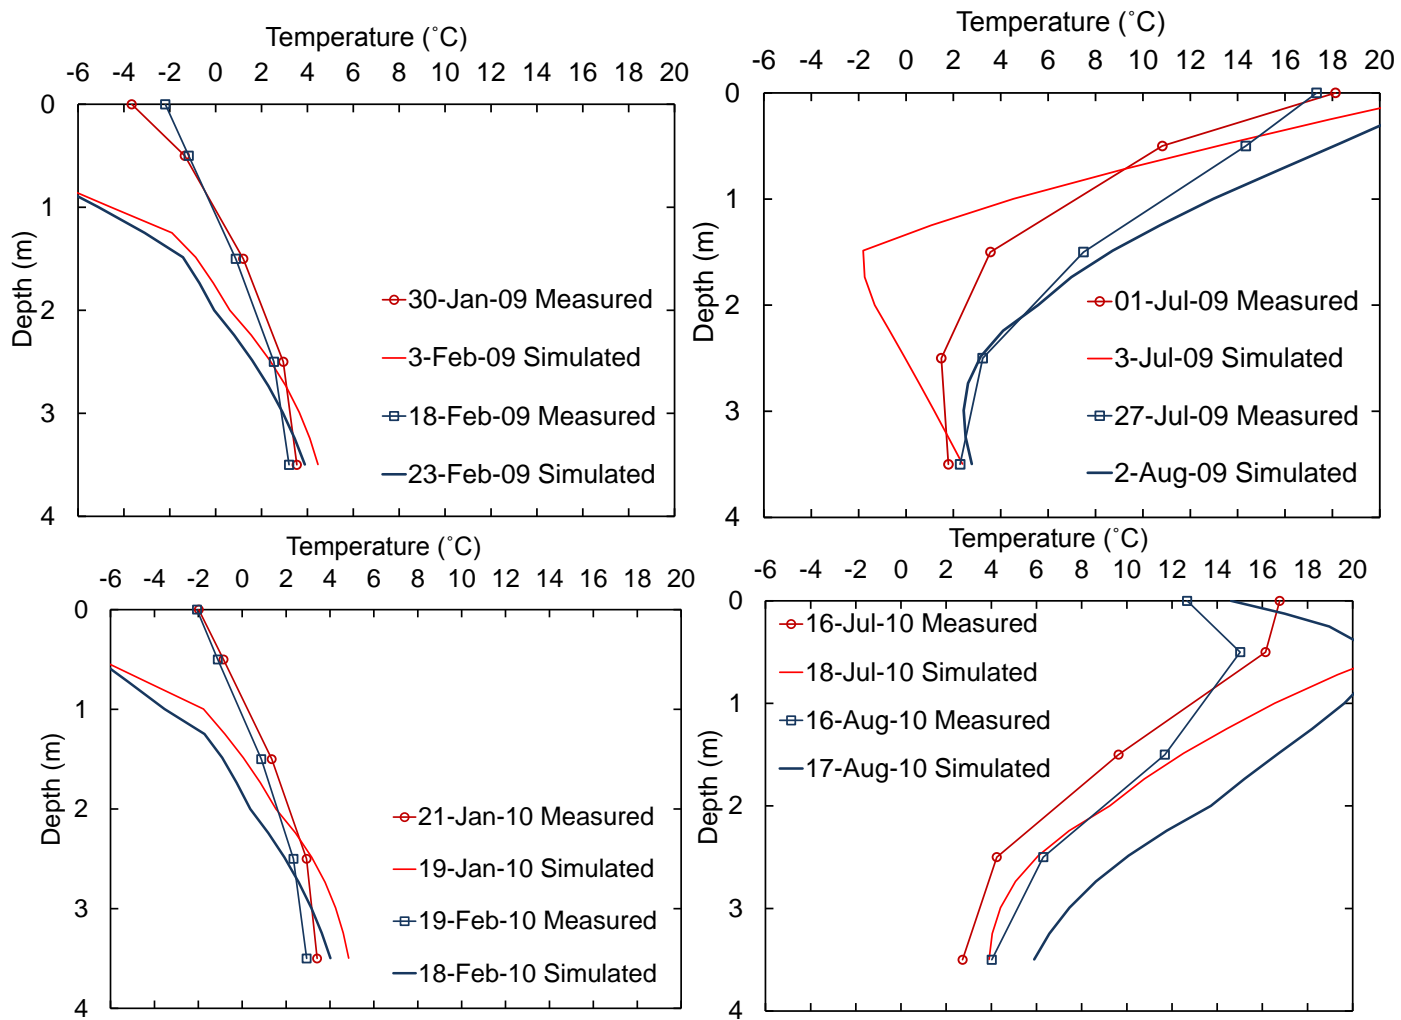 Temperature (˚C)
-6 -4 -2 0 2 4 6 8 10 12 14 16 18 20
0
1
2
3
4
Depth (m)
30-Jan-09 Measured
3-Feb-09 Simulated
18-Feb-09 Measured
23-Feb-09 Simulated
Temperature (˚C)
-6 -4 -2 0 2 4 6 8 10 12 14 16 18 20
0
1
2
3
4
Depth (m)
01-Jul-09 Measured
3-Jul-09 Simulated
27-Jul-09 Measured
2-Aug-09 Simulated
Temperature (˚C)
-6 -4 -2 0 2 4 6 8 10 12 14 16 18 20
0
1
2
3
4
Depth (m)
21-Jan-10 Measured
19-Jan-10 Simulated
19-Feb-10 Measured
18-Feb-10 Simulated
Temperature (˚C)
-6 -4 -2 0 2 4 6 8 10 12 14 16 18 20
0
1
2
3
4
Depth (m)
16-Jul-10 Measured
18-Jul-10 Simulated
16-Aug-10 Measured
17-Aug-10 Simulated